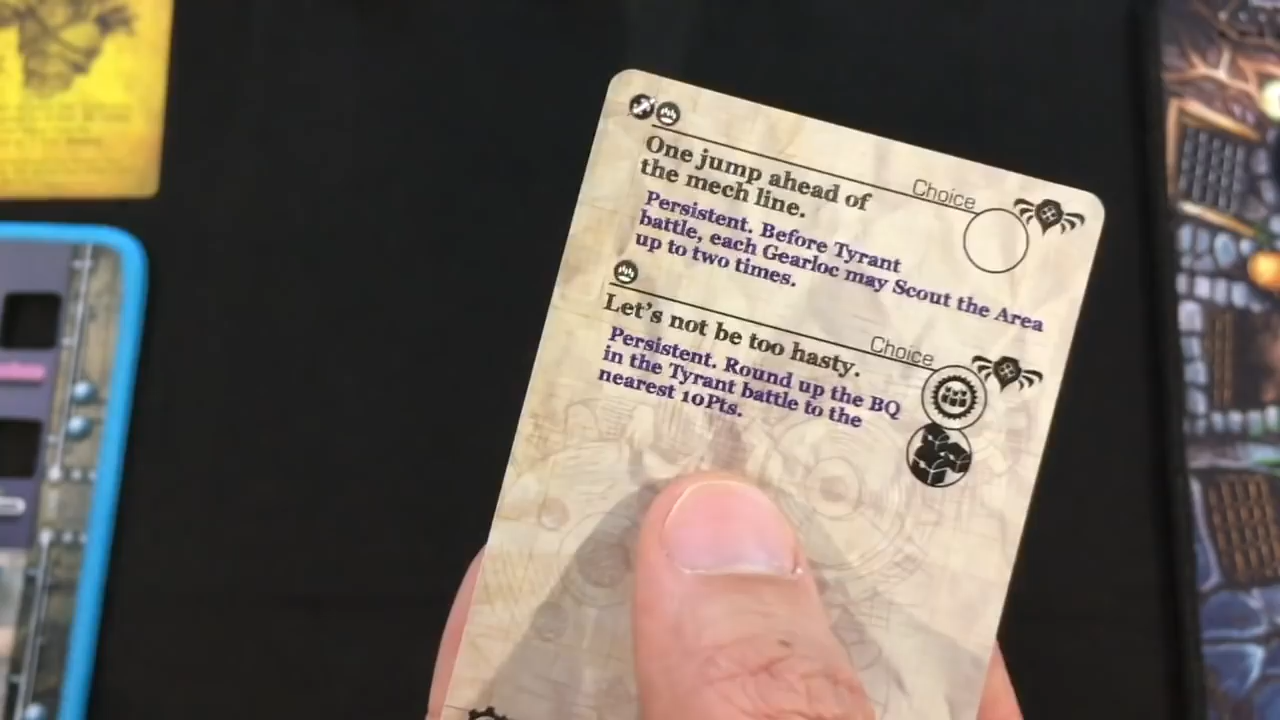 One jump ahead of
the mech line.
Choice
Persistent. Before Tyrant
battle, each Gearloc may Scout the Area
up to two times.
Let's not be too hasty.
Choice
Persistent. Round up the BQ
in the Tyrant battle to the
nearest 10Pts.